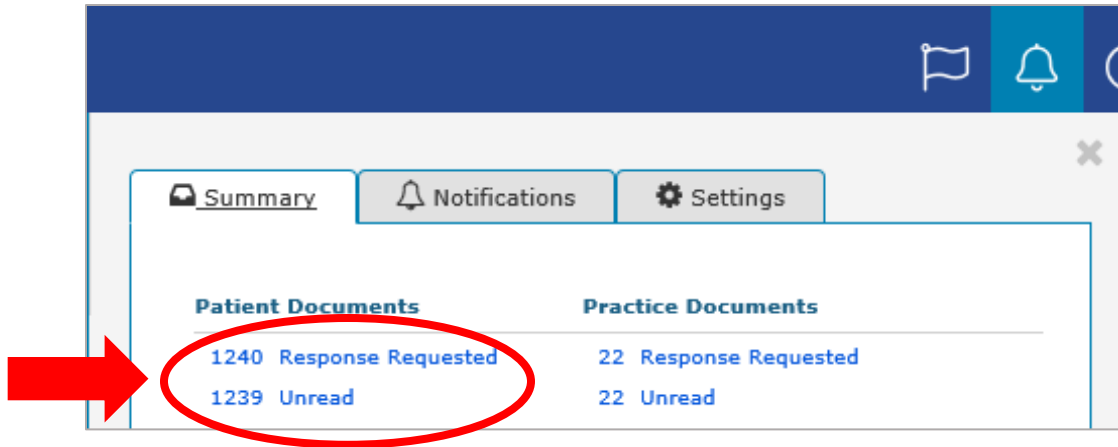 Summary Notifications Settings
Patient Documents Practice Documents
1240 Response Requested 22 Response Requested
1239 Unread 22 Unread